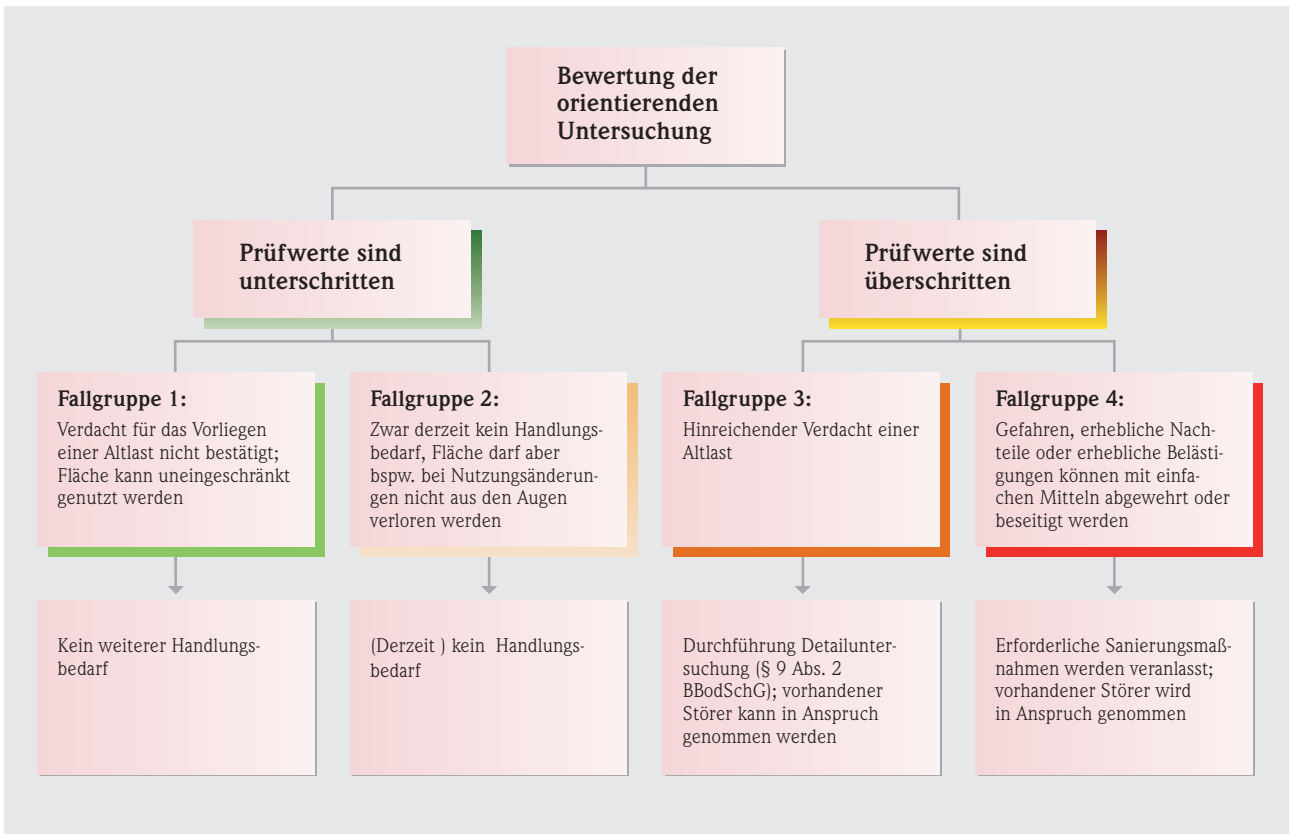 Bewertung der
orientierenden
Untersuchung
Prüfwerte sind
unterschritten
Prüfwerte sind
überschritten
Fallgruppe 1:
Verdacht für das Vorliegen
einer Altlast nicht bestätigt;
Fläche kann uneingeschränkt
genutzt werden
Fallgruppe 2:
Zwar derzeit kein Handlungs-
bedarf, Fläche darf aber
bspw. bei Nutzungsänderun-
gen nicht aus den Augen
verloren werden
Fallgruppe 3:
Hinreichender Verdacht einer
Altlast
Fallgruppe 4:
Gefahren, erhebliche Nach-
teile oder erhebliche Belästi-
gungen können mit einfa-
chen Mitteln abgewehrt oder
beseitigt werden
Kein weiterer Handlungs-
bedarf
(Derzeit ) kein Handlungs-
bedarf
Durchführung Detailunter-
suchung (§ 9 Abs. 2
BBodSchG); vorhandener
Störer kann in Anspruch
genommen werden
Erforderliche Sanierungsmaß-
nahmen werden veranlasst;
vorhandener Störer wird
in Anspruch genommen